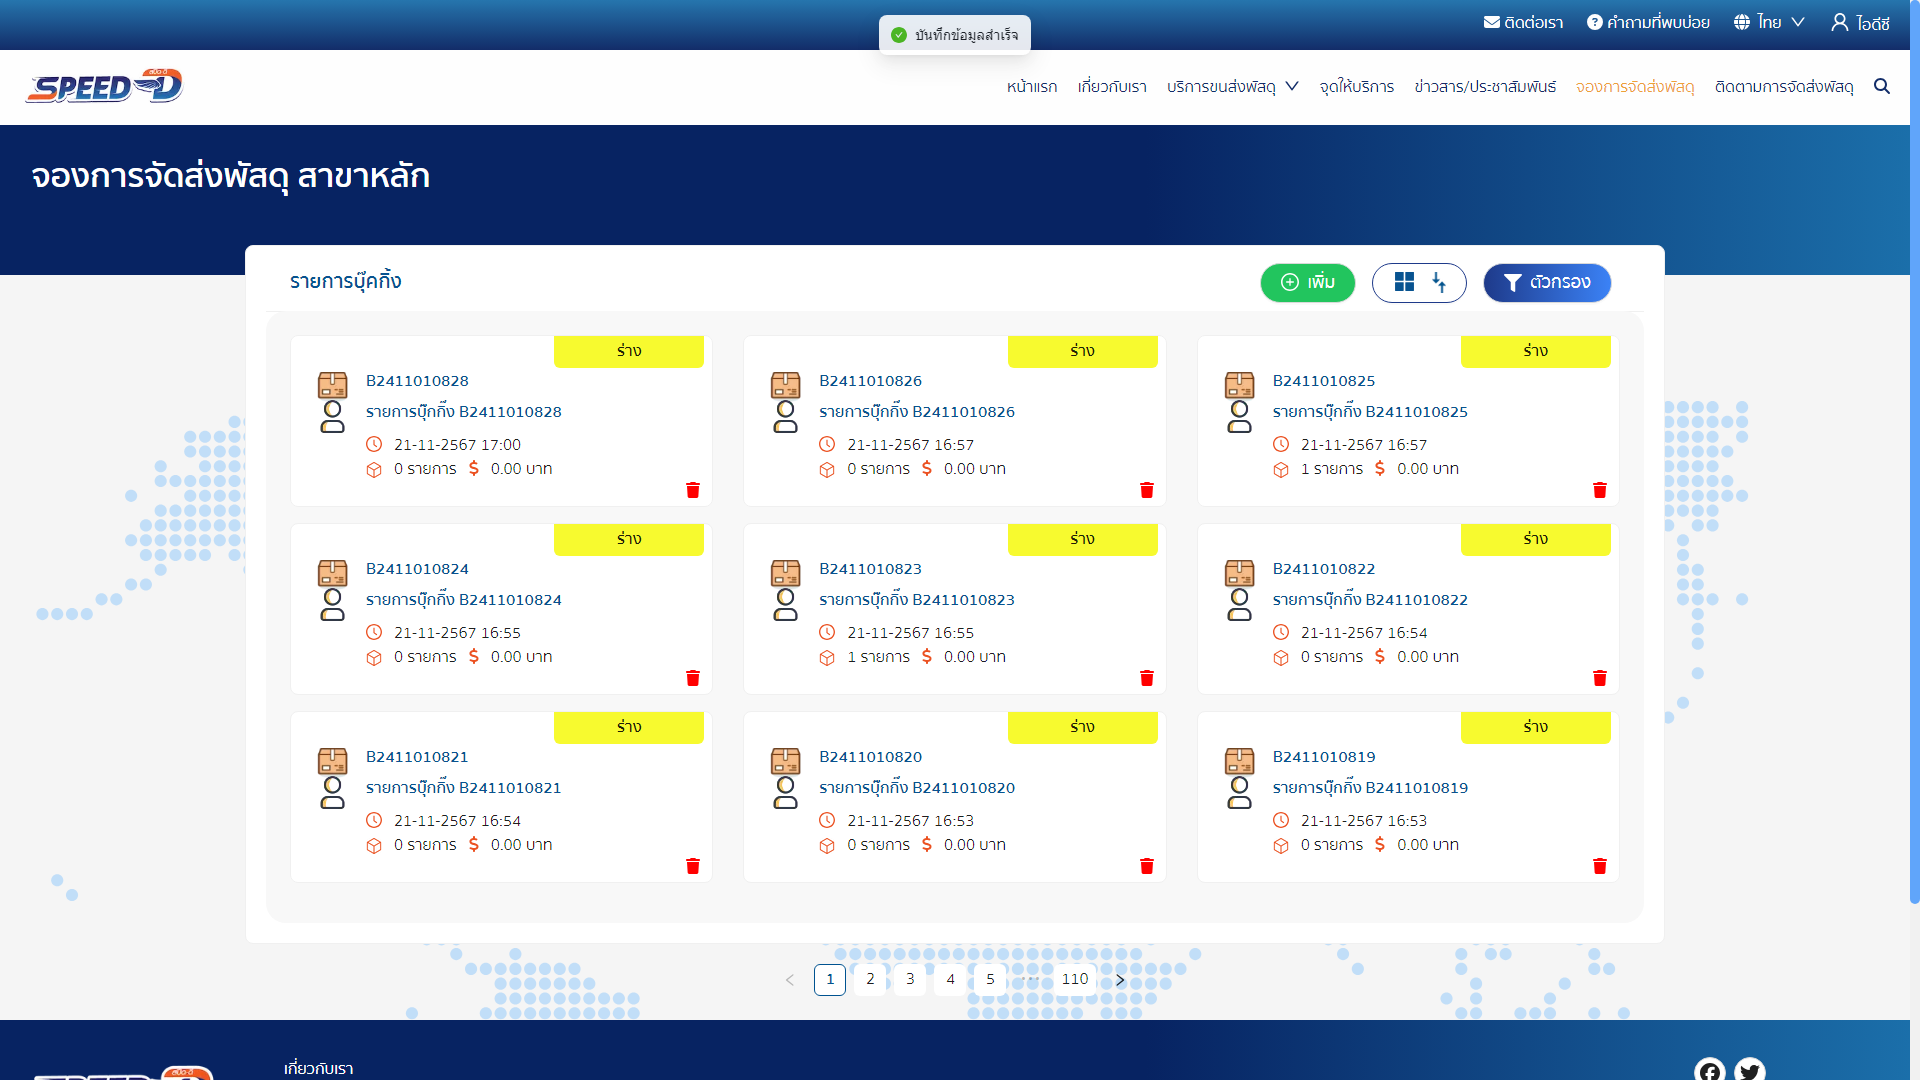 ติดต่อเรา คำถามที่พบบ่อย ไทย ไอดีซี
บันทึกข้อมูลสำเร็จ
SPEED-D สปีด-ดี
หน้าแรก เกี่ยวกับเรา บริการขนส่งพัสดุ จุดให้บริการ ข่าวสาร/ประชาสัมพันธ์ จองการจัดส่งพัสดุ ติดตามการจัดส่งพัสดุ
จองการจัดส่งพัสดุ สาขาหลัก
รายการบุ๊คกิ้ง
เพิ่ม
ตัวกรอง
ร่าง
B2411010828
รายการบุ๊กกิ๊ง B2411010828
21-11-2567 17:00
0 รายการ 0.00 บาท
ร่าง
B2411010826
รายการบุ๊กกิ๊ง B2411010826
21-11-2567 16:57
0 รายการ 0.00 บาท
ร่าง
B2411010825
รายการบุ๊กกิ๊ง B2411010825
21-11-2567 16:57
1 รายการ 0.00 บาท
ร่าง
B2411010824
รายการบุ๊กกิ๊ง B2411010824
21-11-2567 16:55
0 รายการ 0.00 บาท
ร่าง
B2411010823
รายการบุ๊กกิ๊ง B2411010823
21-11-2567 16:55
1 รายการ 0.00 บาท
ร่าง
B2411010822
รายการบุ๊กกิ๊ง B2411010822
21-11-2567 16:54
0 รายการ 0.00 บาท
ร่าง
B2411010821
รายการบุ๊กกิ๊ง B2411010821
21-11-2567 16:54
0 รายการ 0.00 บาท
ร่าง
B2411010820
รายการบุ๊กกิ๊ง B2411010820
21-11-2567 16:53
0 รายการ 0.00 บาท
ร่าง
B2411010819
รายการบุ๊กกิ๊ง B2411010819
21-11-2567 16:53
0 รายการ 0.00 บาท
1 2 3 4 5 ••• 110
เกี่ยวกับเรา